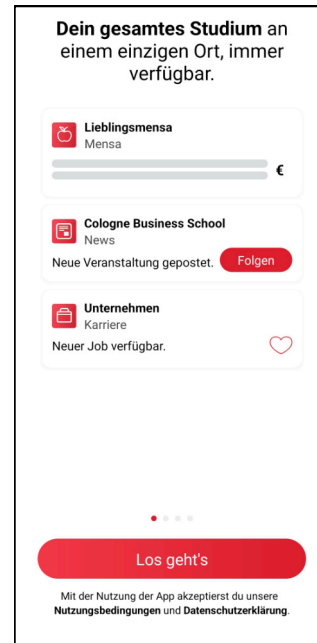 Dein gesamtes Studium an
einem einzigen Ort, immer
verfügbar.
Lieblingsmensa
Mensa
€
Cologne Business School
News
Neue Veranstaltung gepostet.
Folgen
Unternehmen
Karriere
Neuer Job verfügbar.
Los geht's
Mit der Nutzung der App akzeptierst du unsere
Nutzungsbedingungen und Datenschutzerklärung.